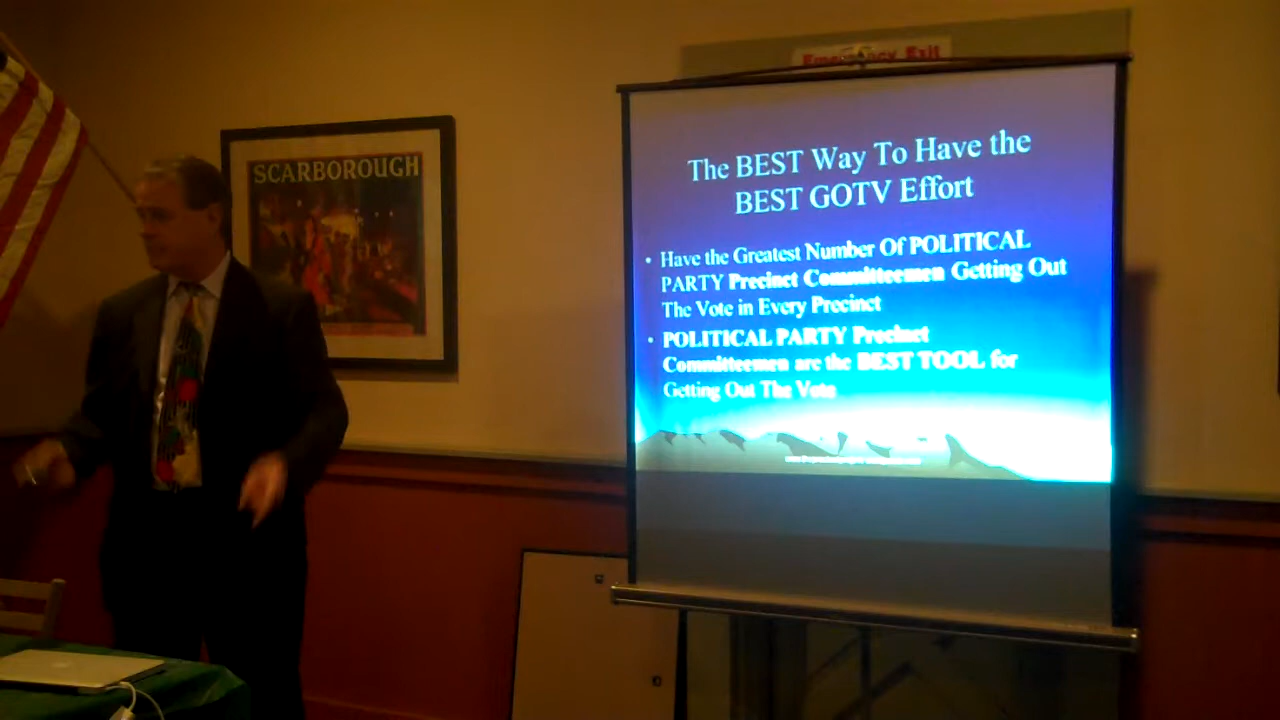 Emergency Exit
SCARBOROUGH
The BEST Way To Have the
BEST GOTV Effort
• Have the Greatest Number Of POLITICAL
PARTY Precinct Committeemen Getting Out
The Vote in Every Precinct
• POLITICAL PARTY Precinct
Committeemen are the BEST TOOL for
Getting Out The Vote